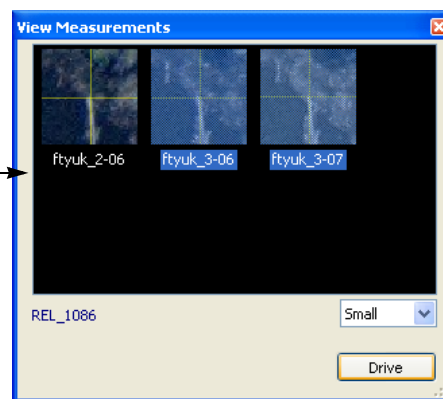 View Measurements
ftyuk_2-06 ftyuk_3-06 ftyuk_3-07
REL_1086 Small
Drive